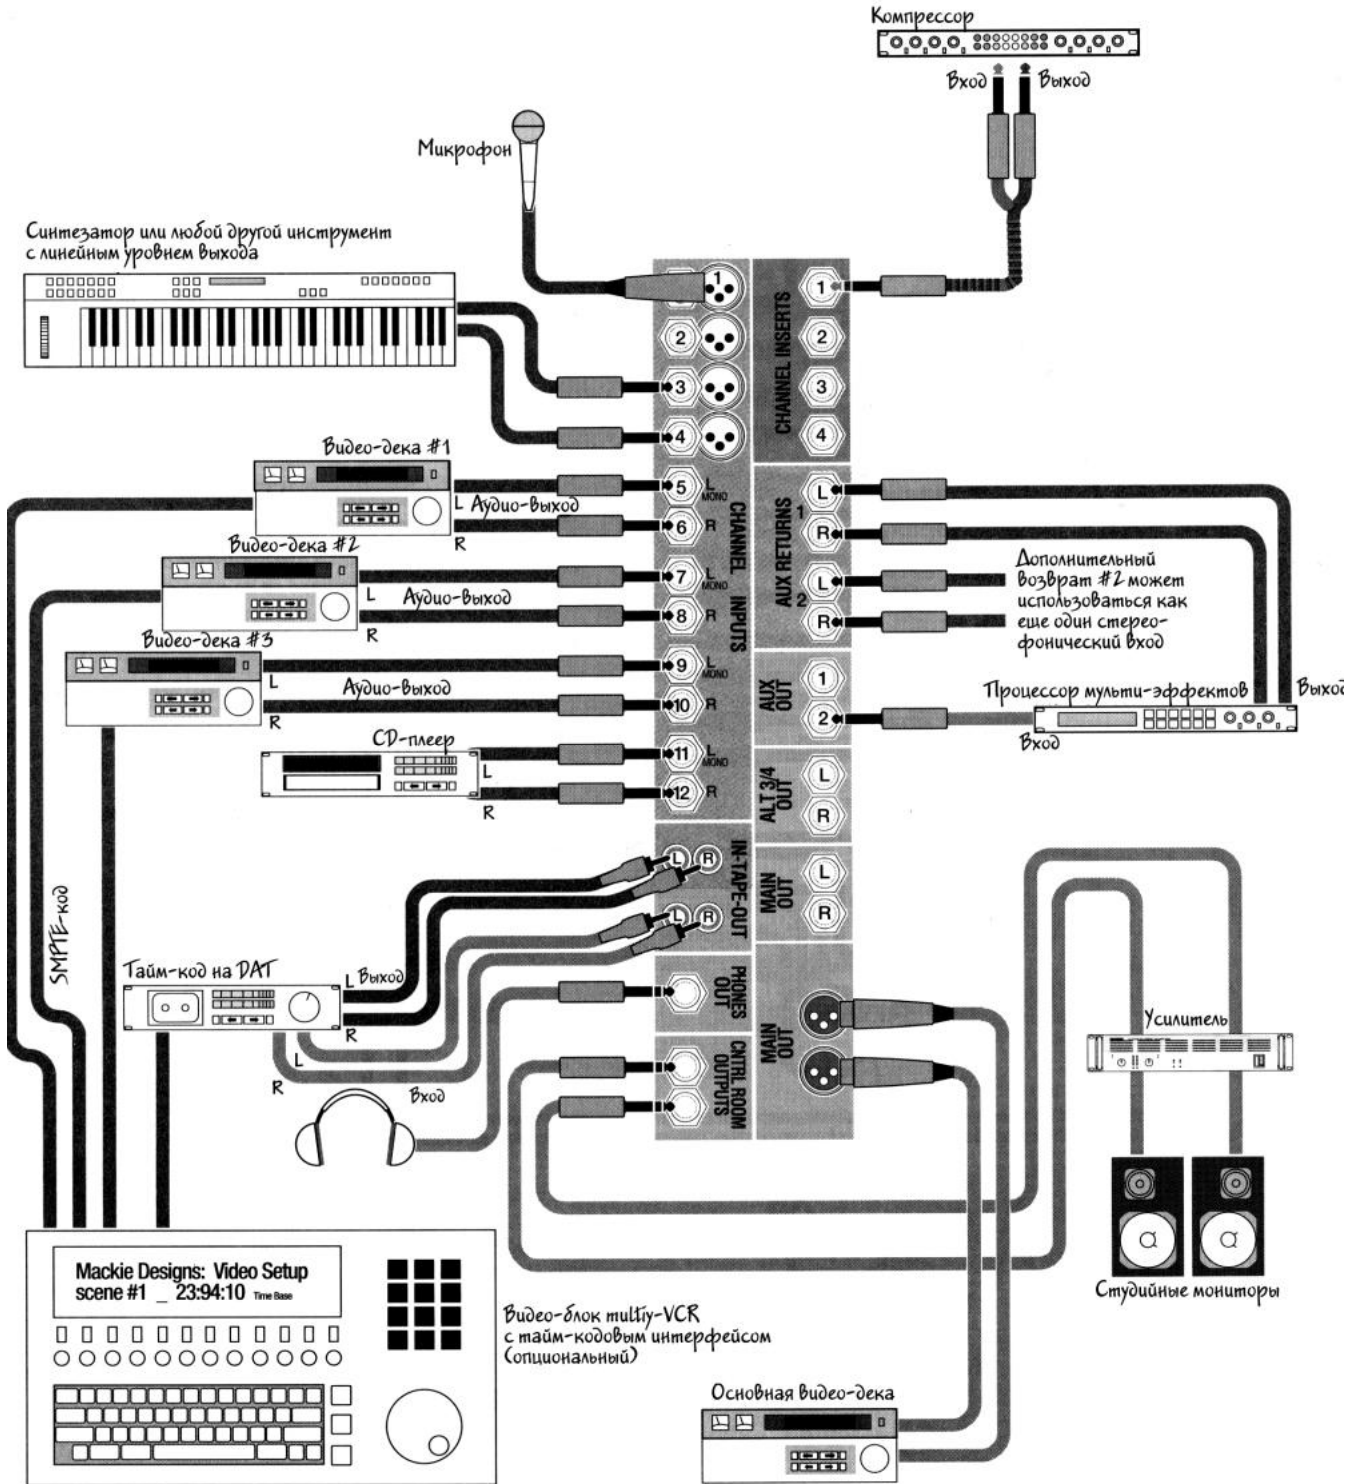 Компрессор
Вход
Выход
Микрофон
Синтезатор или любой другой инструмент
с линейным уровнем выхода
1
2
3
4
CHANNEL INSERTS
1
2
3
4
Видео-дека #1
L
Аудио-выход
R
5
L
MONO
6
R
Видео-дека #2
L
Аудио-выход
R
7
L
MONO
8
R
Видео-дека #3
L
Аудио-выход
R
9
L
MONO
10
R
CD-плеер
L
R
11
L
MONO
12
R
CHANNEL INPUTS
AUX RETURNS
1
L
R
2
L
R
Дополнительный
возврат #2 может
использоваться как
еще один стерео-
фонический вход
AUX
OUT
1
2
Процессор мульти-эффектов
Выход
Вход
ALT 3/4
OUT
L
R
IN-TAPE-OUT
L
R
L
R
MAIN
OUT
L
R
SMPTE-код
Тайм-код на DAT
L
Выход
R
L
R
Вход
PHONES
OUT
CNTRL ROOM
OUTPUTS
MAIN
OUT
Усилитель
Студийные мониторы
Mackie Designs: Video Setup
scene #1 _ 23:94:10 Time Base
Видео-блок multiy-VCR
с тайм-кодовым интерфейсом
(опциональный)
Основная видео-дека